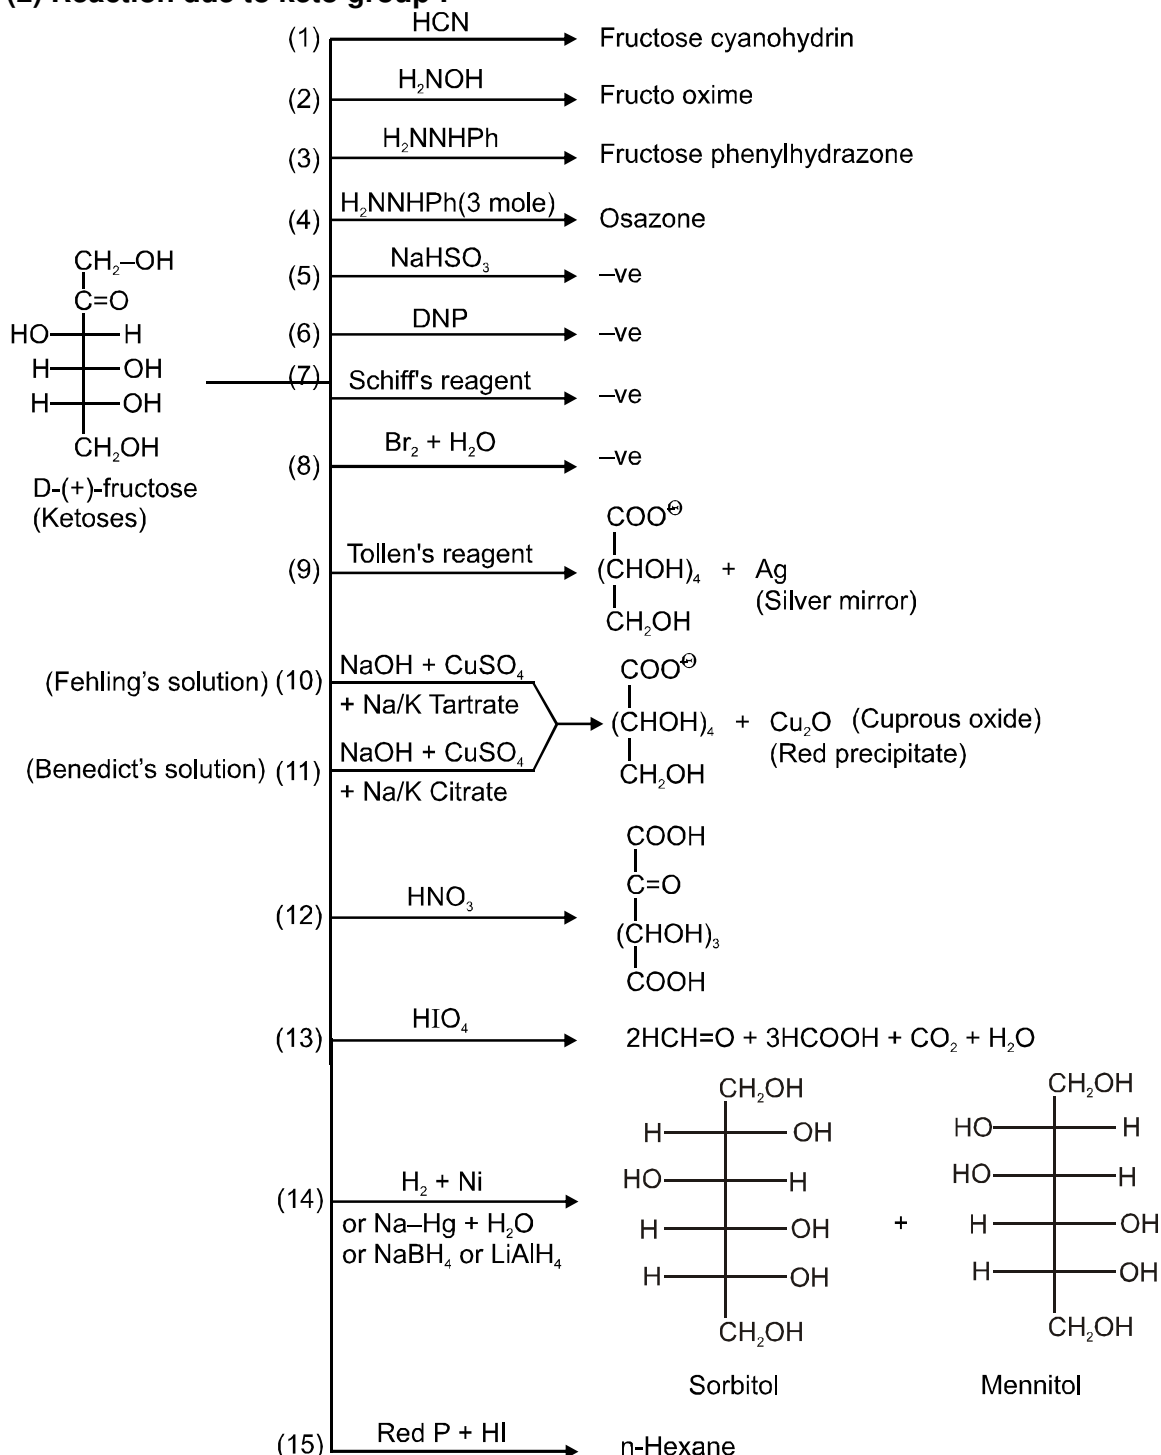 (2) Reaction due to keto group :
(1) HCN Fructose cyanohydrin
(2) H₂NOH Fructo oxime
(3) H₂NNHPh Fructose phenylhydrazone
(4) H₂NNHPh(3 mole) Osazone
(5) NaHSO₃ –ve
(6) DNP –ve
(7) Schiff's reagent –ve
(8) Br₂ + H₂O –ve
CH₂–OH
C=O
HO H
H OH
H OH
CH₂OH
D-(+)-fructose
(Ketoses)
(9) Tollen's reagent
COO⊖
(CHOH)₄ + Ag
(Silver mirror)
CH₂OH
(Fehling's solution) (10) NaOH + CuSO₄
+ Na/K Tartrate
(Benedict's solution) (11) NaOH + CuSO₄
+ Na/K Citrate
COO⊖
(CHOH)₄ + Cu₂O (Cuprous oxide)
(Red precipitate)
CH₂OH
(12) HNO₃
COOH
C=O
(CHOH)₃
COOH
(13) HIO₄ 2HCH=O + 3HCOOH + CO₂ + H₂O
(14) H₂ + Ni
or Na–Hg + H₂O
or NaBH₄ or LiAlH₄
CH₂OH
H OH
HO H
H OH
H OH
CH₂OH
Sorbitol
+
CH₂OH
HO H
HO H
H OH
H OH
CH₂OH
Mennitol
(15) Red P + HI n-Hexane